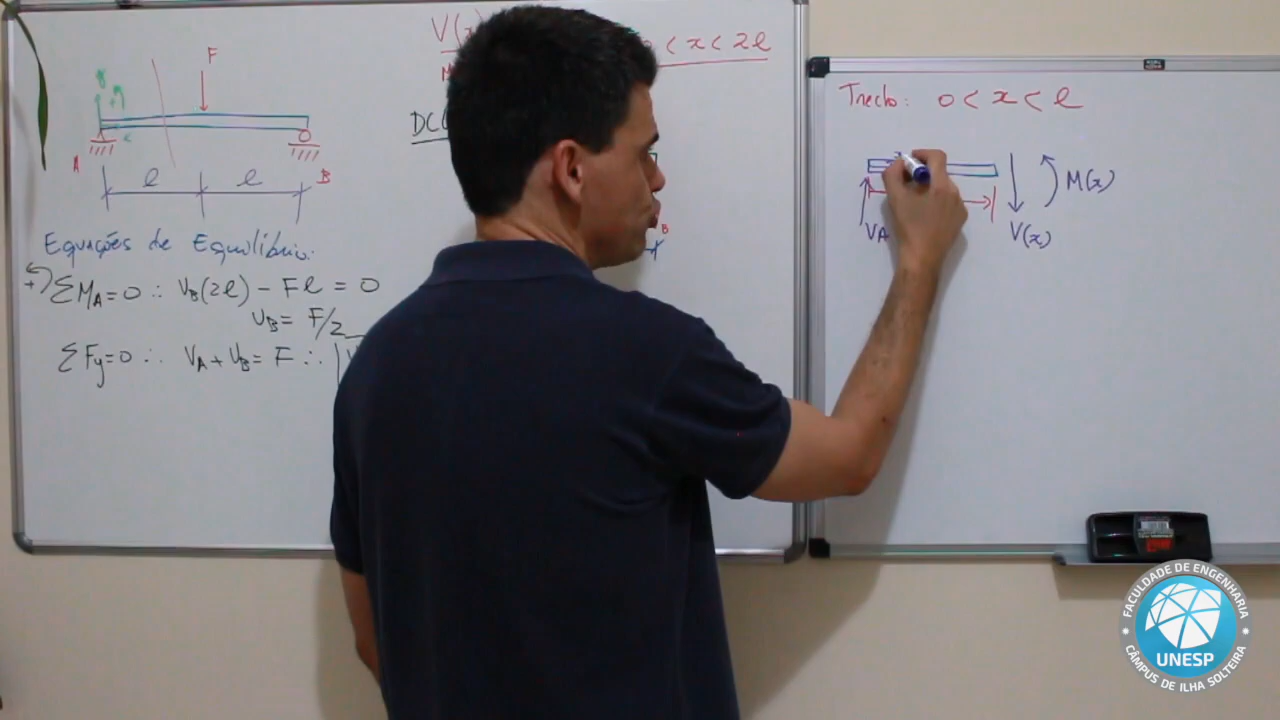 F
A
l
l
B
Equações de Equilíbrio:
+ ΣM_A=0 ∴ V_B(2l) - Fl = 0
V_B = F/2
ΣFy=0 ∴ V_A + V_B = F ∴
V(x)
< x < 2l
M
DC
B
Trecho: 0 < x < l
VA
V(x)
M(x)
FACULDADE DE ENGENHARIA
UNESP
CÂMPUS DE ILHA SOLTEIRA